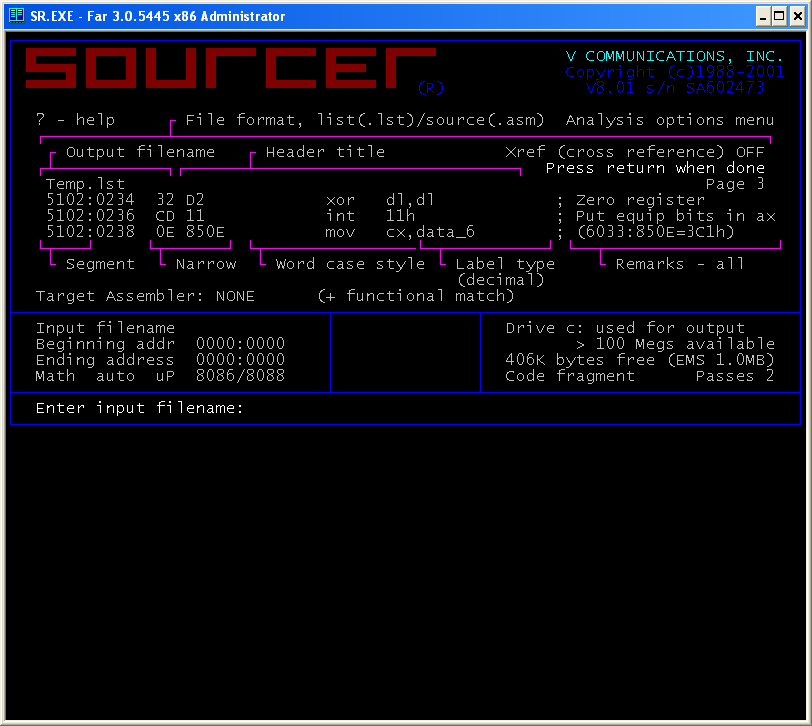 SR.EXE - Far 3.0.5445 x86 Administrator
SOURCER (R)
V COMMUNICATIONS, INC.
Copyright (c)1988-2001
V8.01 s/n SA602473
? - help File format, list(.lst)/source(.asm) Analysis options menu
Output filename Header title Xref (cross reference) OFF
Press return when done
Temp.lst Page 3
5102:0234 32 D2 xor dl,dl ; Zero register
5102:0236 CD 11 int 11h ; Put equip bits in ax
5102:0238 0E 850E mov cx,data_6 ; (6033:850E=3C1h)
Segment Narrow Word case style Label type Remarks - all
(decimal)
Target Assembler: NONE (+ functional match)
Input filename Drive c: used for output
Beginning addr 0000:0000 > 100 Megs available
Ending address 0000:0000 406K bytes free (EMS 1.0MB)
Math auto uP 8086/8088 Code fragment Passes 2
Enter input filename: